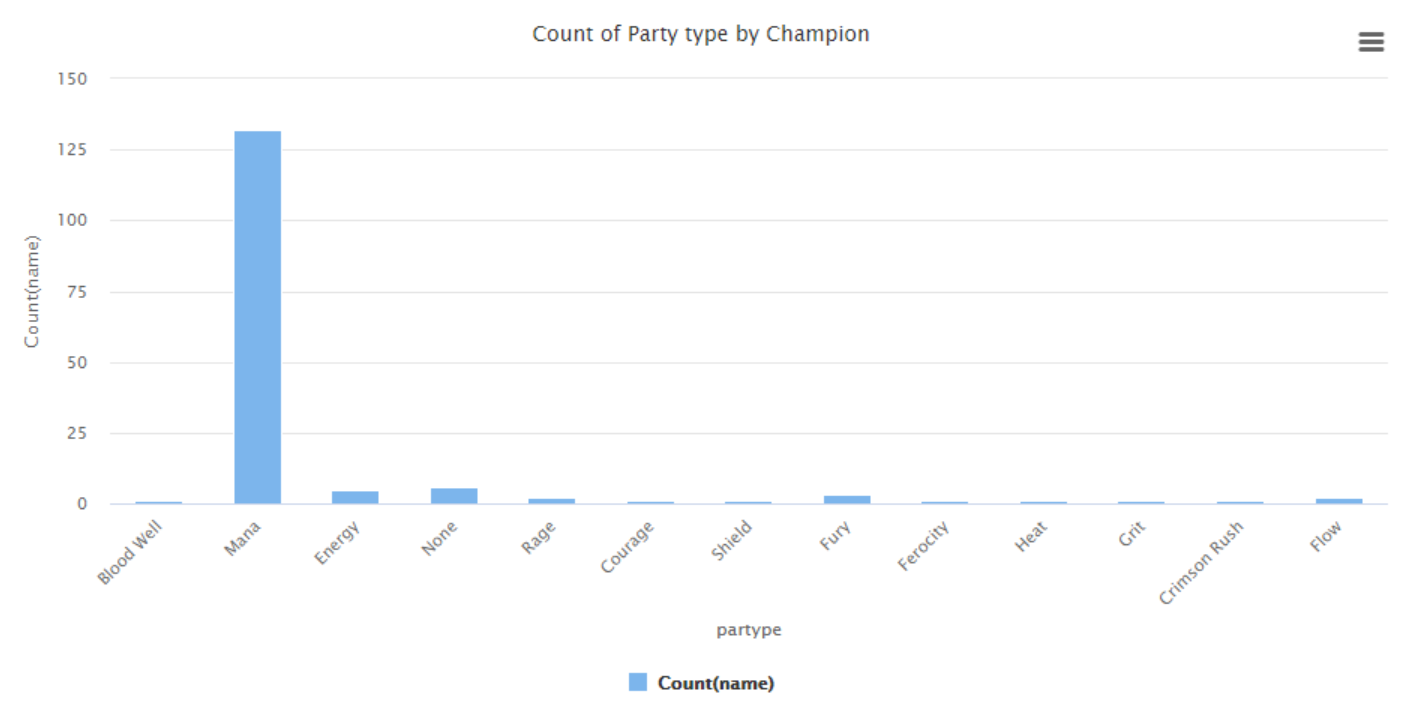 Count of Party type by Champion
150
125
100
75
50
25
0
Count(name)
Blood Well
Mana
Energy
None
Rage
Courage
Shield
Fury
Ferocity
Heat
Grit
Crimson Rush
Flow
partype
Count(name)